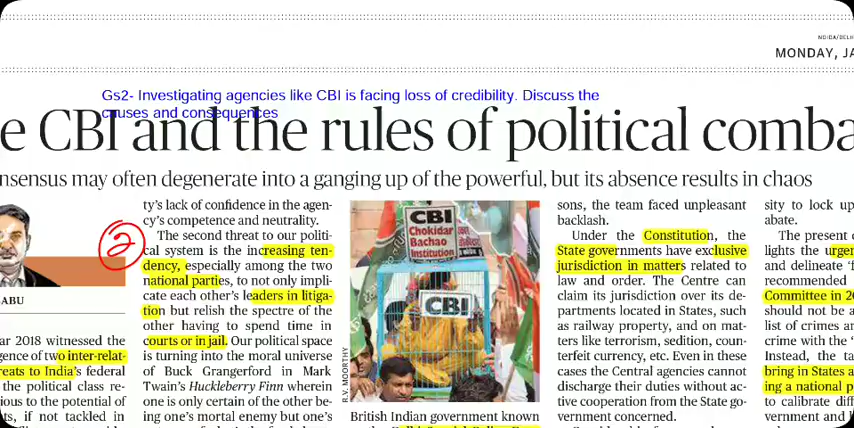 NOIDA/DELH
MONDAY, JA
Gs2- Investigating agencies like CBI is facing loss of credibility. Discuss the
causes and consequences
e CBI and the rules of political comba
nsensus may often degenerate into a ganging up of the powerful, but its absence results in chaos
ABU
ar 2018 witnessed the
gence of two inter-relat-
reats to India's federal
the political class re-
ious to the potential of
ts, if not tackled in
2
ty's lack of confidence in the agen-
cy's competence and neutrality.
The second threat to our politi-
cal system is the increasing ten-
dency, especially among the two
national parties, to not only impli-
cate each other's leaders in litiga-
tion but relish the spectre of the
other having to spend time in
courts or in jail. Our political space
is turning into the moral universe
of Buck Grangerford in Mark
Twain's Huckleberry Finn wherein
one is only certain of the other be-
ing one's mortal enemy but one's
R.V. MOORTHY
CBI
Chokidar
Bachao
Institution
CBI
British Indian government known
sons, the team faced unpleasant
backlash.
Under the Constitution, the
State governments have exclusive
jurisdiction in matters related to
law and order. The Centre can
claim its jurisdiction over its de-
partments located in States, such
as railway property, and on mat-
ters like terrorism, sedition, coun-
terfeit currency, etc. Even in these
cases the Central agencies cannot
discharge their duties without ac-
tive cooperation from the State go-
vernment concerned.
sity to lock up
abate.
The present c
lights the urgen
and delineate 'f
recommended
Committee in 20
should not be a
list of crimes an
crime with the '
Instead, the ta
bring in States a
ing a national p
to calibrate diff
vernment and l